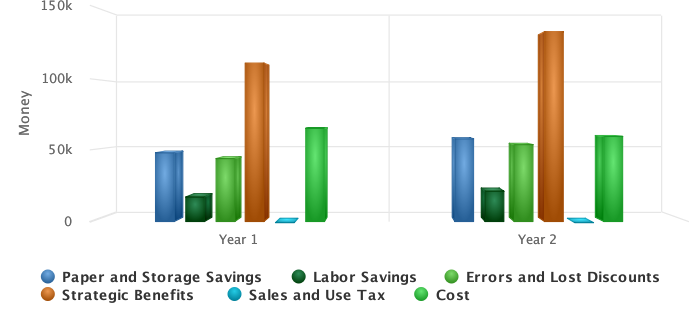 150k
100k
50k
0
Money
Year 1
Year 2
Paper and Storage Savings
Labor Savings
Errors and Lost Discounts
Strategic Benefits
Sales and Use Tax
Cost